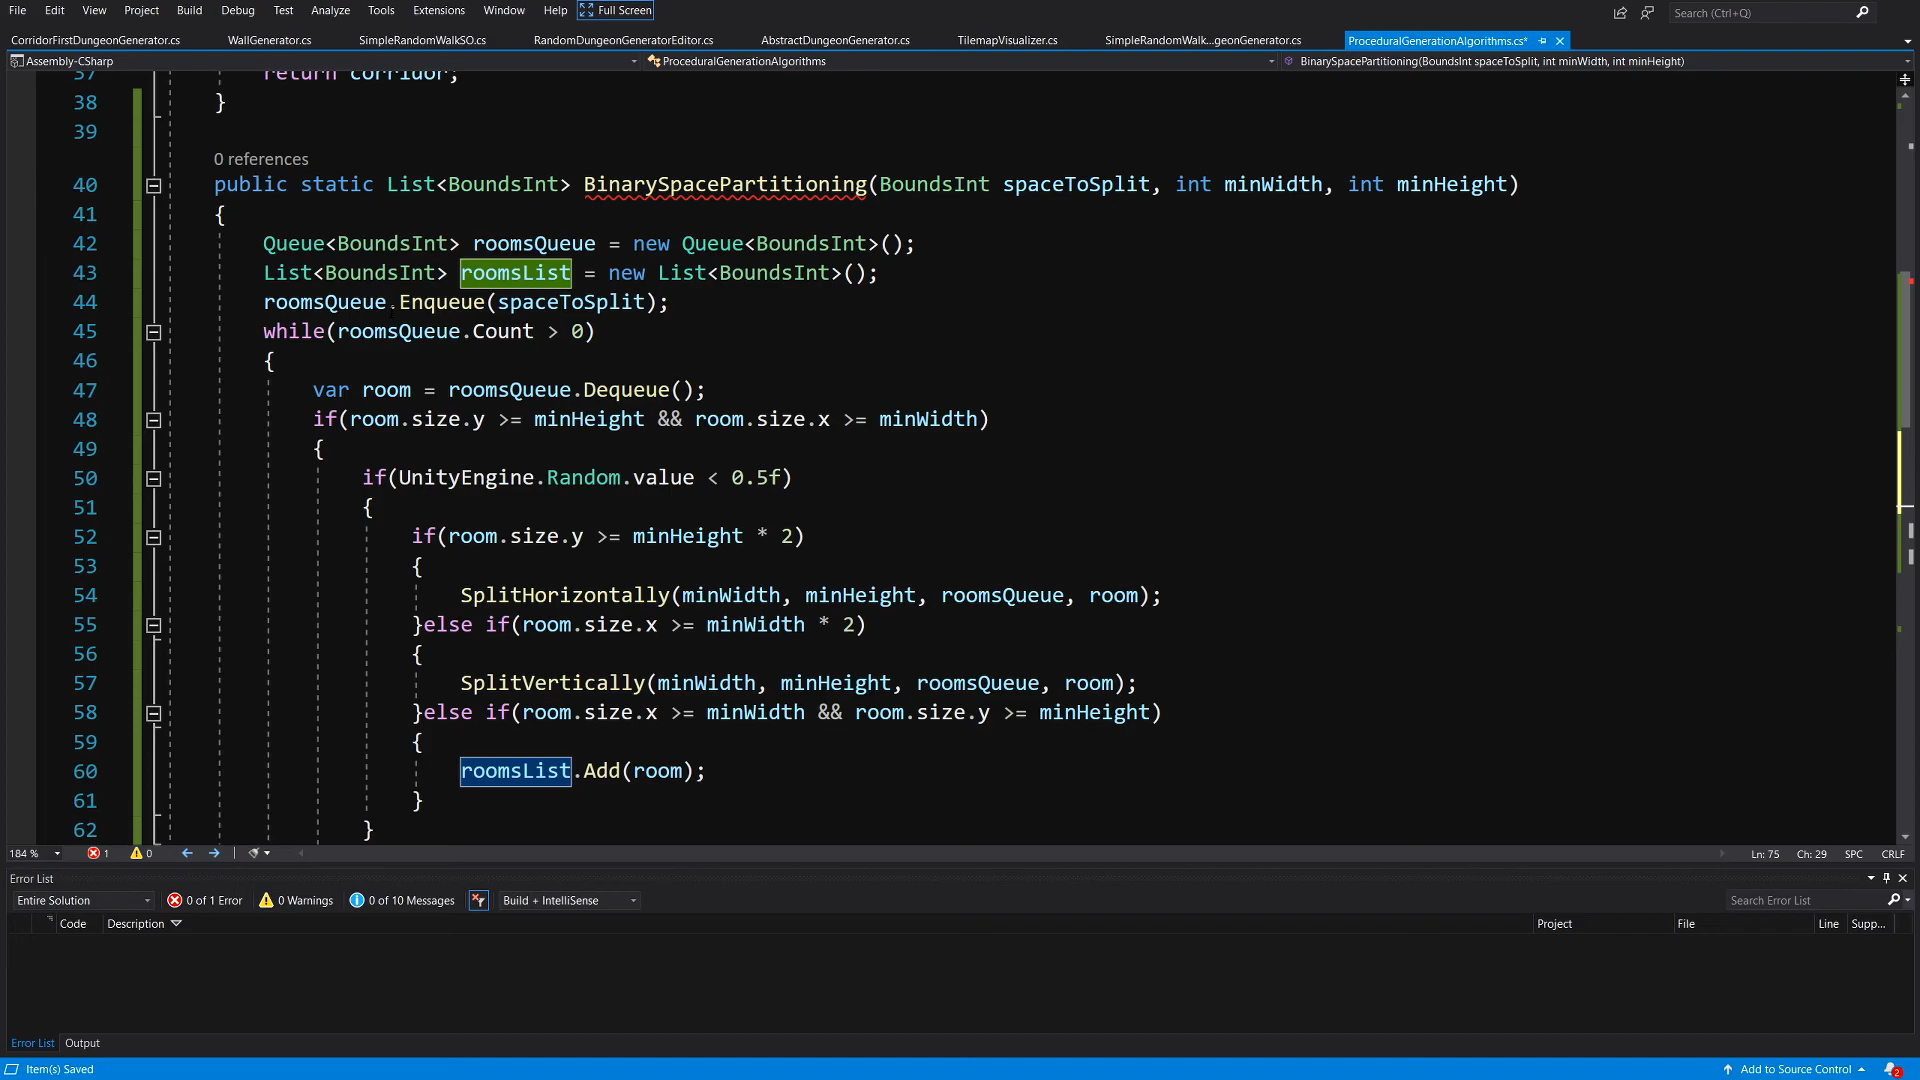 File Edit View Project Build Debug Test Analyze Tools Extensions Window Help Full Screen Search (Ctrl+Q)
CorridorFirstDungeonGenerator.cs WallGenerator.cs SimpleRandomWalkSO.cs RandomDungeonGeneratorEditor.cs AbstractDungeonGenerator.cs TilemapVisualizer.cs SimpleRandomWalk...geonGenerator.cs ProceduralGenerationAlgorithms.cs*
Assembly-CSharp ProceduralGenerationAlgorithms BinarySpacePartitioning(BoundsInt spaceToSplit, int minWidth, int minHeight)
37 return corridor;
38 }
39
0 references
40 public static List<BoundsInt> BinarySpacePartitioning(BoundsInt spaceToSplit, int minWidth, int minHeight)
41 {
42 Queue<BoundsInt> roomsQueue = new Queue<BoundsInt>();
43 List<BoundsInt> roomsList = new List<BoundsInt>();
44 roomsQueue.Enqueue(spaceToSplit);
45 while(roomsQueue.Count > 0)
46 {
47 var room = roomsQueue.Dequeue();
48 if(room.size.y >= minHeight && room.size.x >= minWidth)
49 {
50 if(UnityEngine.Random.value < 0.5f)
51 {
52 if(room.size.y >= minHeight * 2)
53 {
54 SplitHorizontally(minWidth, minHeight, roomsQueue, room);
55 }else if(room.size.x >= minWidth * 2)
56 {
57 SplitVertically(minWidth, minHeight, roomsQueue, room);
58 }else if(room.size.x >= minWidth && room.size.y >= minHeight)
59 {
60 roomsList.Add(room);
61 }
62 }
184 % 1 0 Ln: 75 Ch: 29 SPC CRLF
Error List
Entire Solution 0 of 1 Error 0 Warnings 0 of 10 Messages Build + IntelliSense Search Error List
Code Description Project File Line Supp...
Error List Output
Item(s) Saved Add to Source Control 2